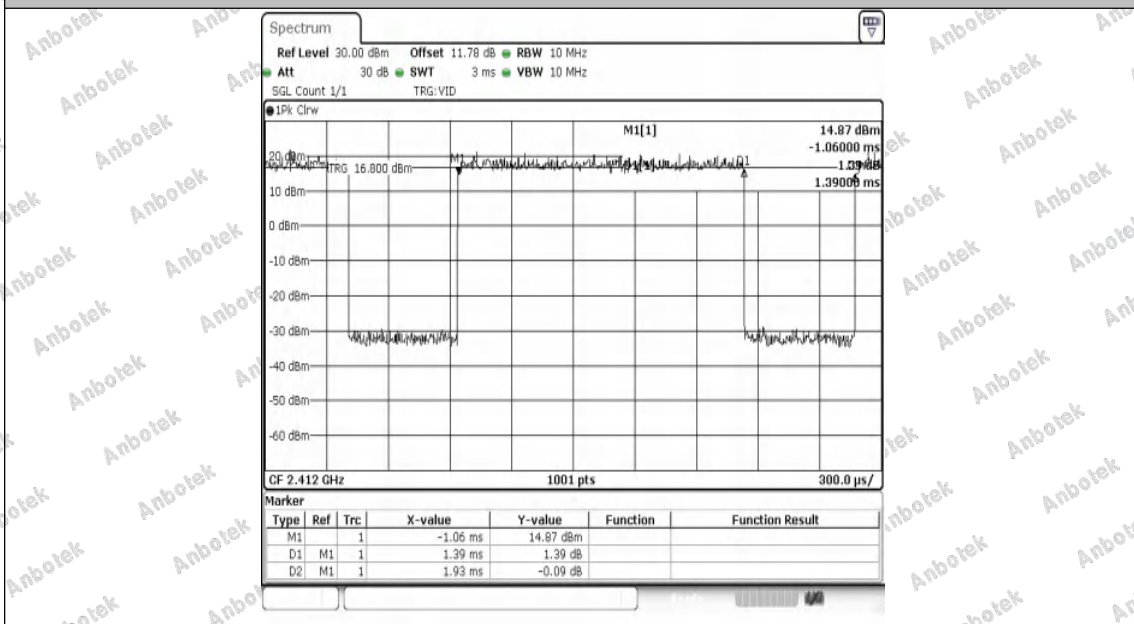 Spectrum
Ref Level 30.00 dBm Offset 11.78 dB RBW 10 MHz
Att 30 dB SWT 3 ms VBW 10 MHz
SGL Count 1/1 TRG:VID
1Pk Clrw
M1[1] 14.87 dBm
-1.06000 ms
20 dBm M1 D1
TRG 16.800 dBm
1.39000 ms
10 dBm
0 dBm
-10 dBm
-20 dBm
-30 dBm
-40 dBm
-50 dBm
-60 dBm
CF 2.412 GHz 1001 pts 300.0 µs/
Marker
Type Ref Trc X-value Y-value Function Function Result
M1 1 -1.06 ms 14.87 dBm
D1 M1 1 1.39 ms 1.39 dB
D2 M1 1 1.93 ms -0.09 dB
Anbotek